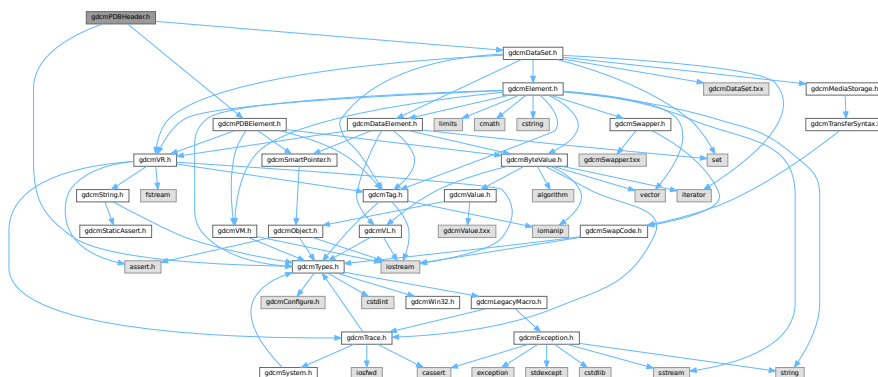 gdcmPDBHeader.h
gdcmDataSet.h
gdcmElement.h
gdcmDataSet.txx
gdcmMediaStorage.h
gdcmPDBElement.h
gdcmDataElement.h
limits
cmath
cstring
gdcmSwapper.h
gdcmTransferSyntax.
gdcmVR.h
gdcmSmartPointer.h
gdcmByteValue.h
gdcmSwapper.txx
set
gdcmString.h
fstream
gdcmTag.h
gdcmValue.h
algorithm
vector
iterator
gdcmStaticAssert.h
gdcmVM.h
gdcmObject.h
gdcmVL.h
gdcmValue.txx
iomanip
gdcmSwapCode.h
assert.h
gdcmTypes.h
iostream
gdcmConfigure.h
cstdint
gdcmWin32.h
gdcmLegacyMacro.h
gdcmTrace.h
gdcmException.h
gdcmSystem.h
iosfwd
cassert
exception
stdexcept
cstdlib
sstream
string